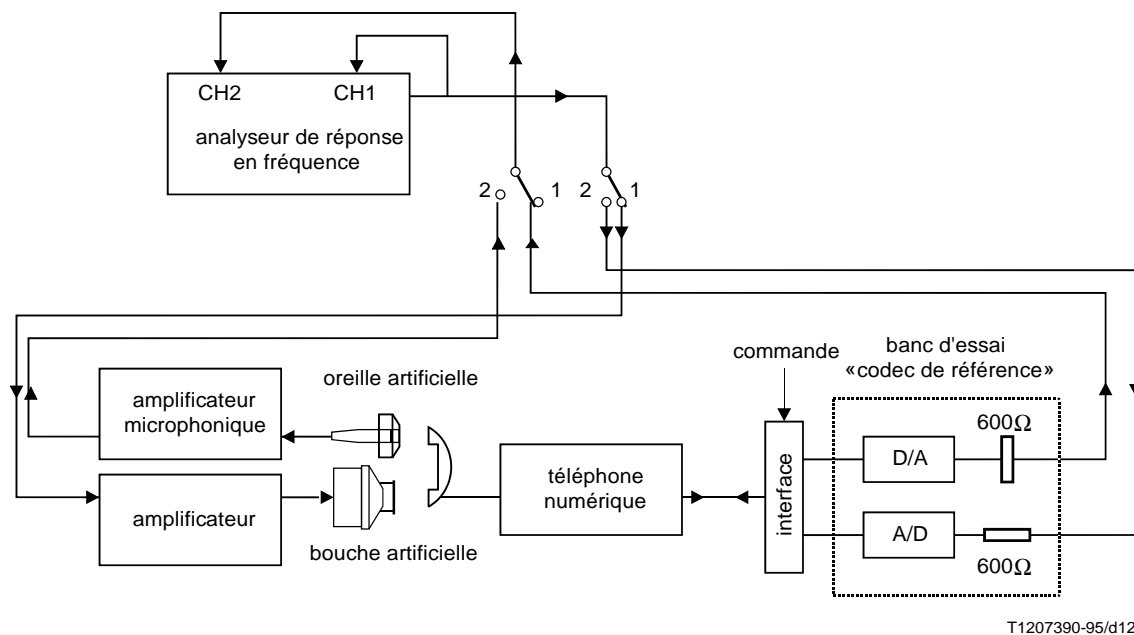 CH2 CH1
analyseur de réponse
en fréquence
2 1 2 1
commande
banc d'essai
«codec de référence»
oreille artificielle
amplificateur
microphonique
600Ω
D/A
téléphone
numérique
interface
amplificateur
A/D
bouche artificielle
600Ω
T1207390-95/d12